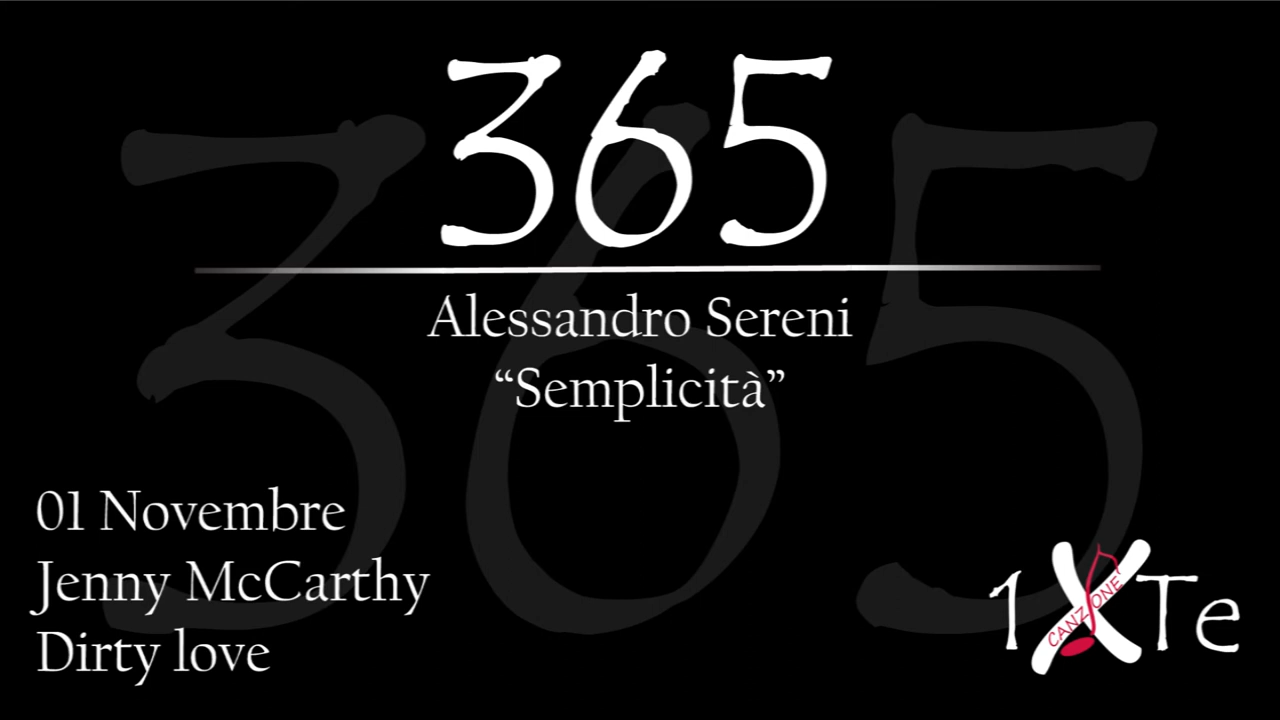 365
Alessandro Sereni
“Semplicità”
01 Novembre
Jenny McCarthy
Dirty love
1XTe
CANZONE